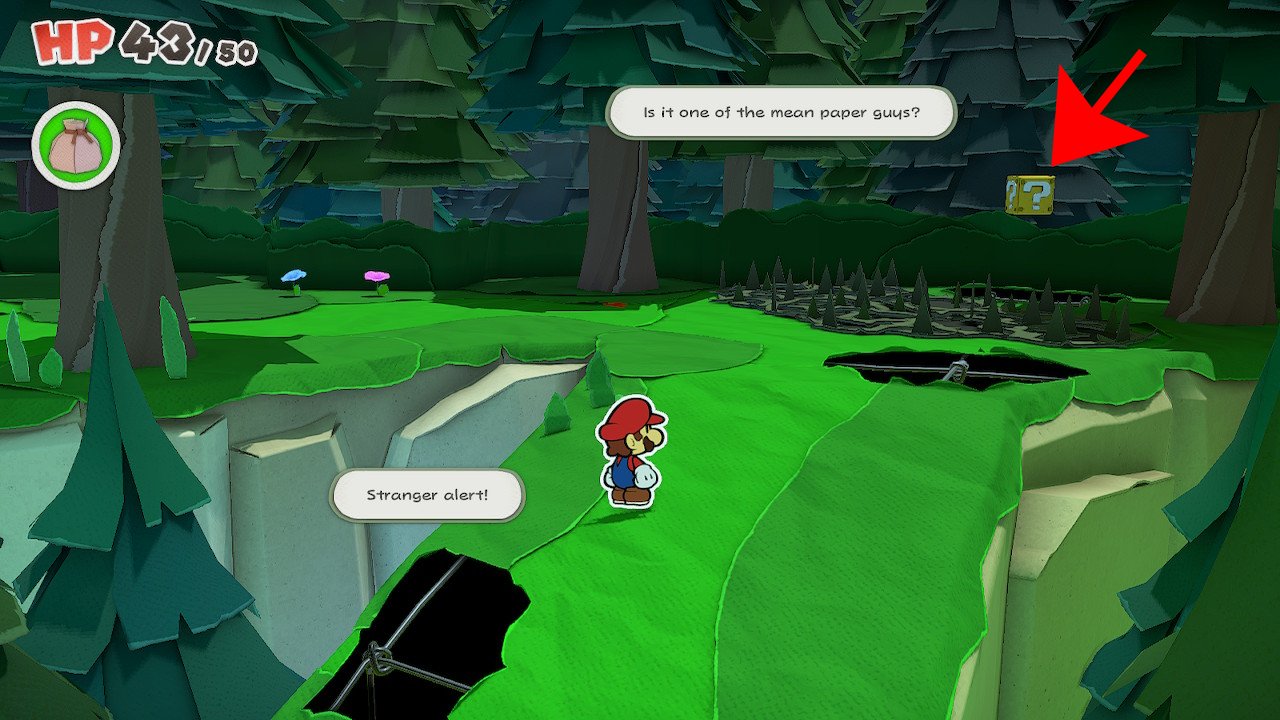 HP 43/50
Is it one of the mean paper guys?
?
?
Stranger alert!